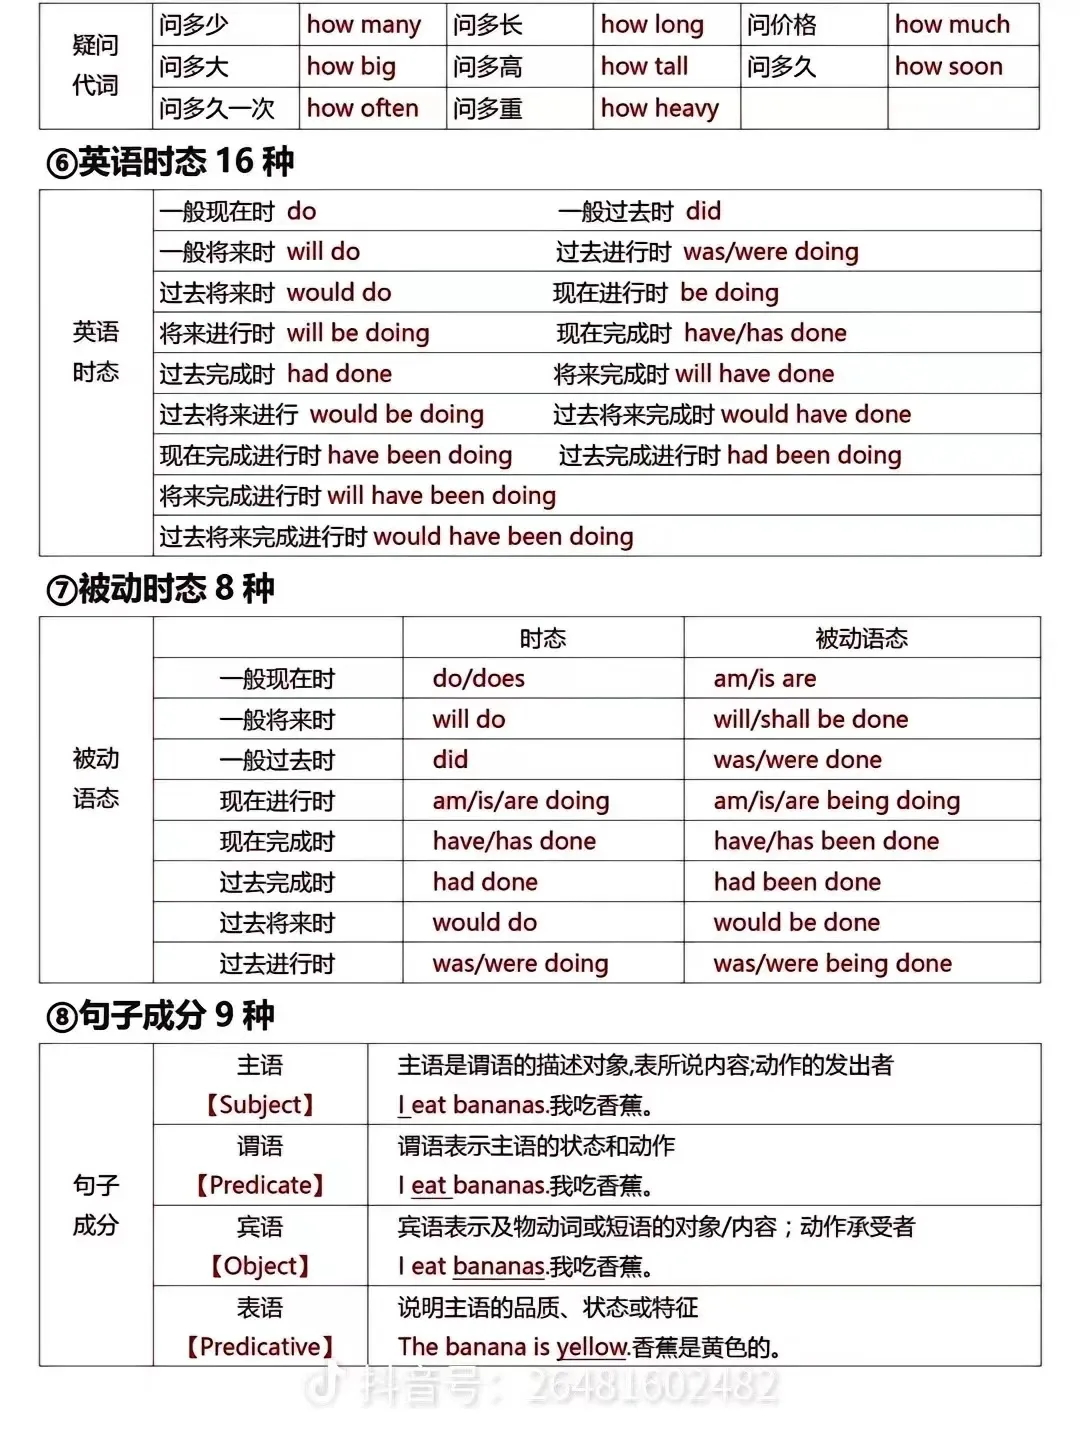 疑问代词
问多少 how many 问多长 how long 问价格 how much
问多大 how big 问多高 how tall 问多久 how soon
问多久一次 how often 问多重 how heavy
⑥英语时态 16 种
英语时态
一般现在时 do 一般过去时 did
一般将来时 will do 过去进行时 was/were doing
过去将来时 would do 现在进行时 be doing
将来进行时 will be doing 现在完成时 have/has done
过去完成时 had done 将来完成时 will have done
过去将来进行 would be doing 过去将来完成时 would have done
现在完成进行时 have been doing 过去完成进行时 had been doing
将来完成进行时 will have been doing
过去将来完成进行时 would have been doing
⑦被动时态 8 种
被动语态
时态 被动语态
一般现在时 do/does am/is are
一般将来时 will do will/shall be done
一般过去时 did was/were done
现在进行时 am/is/are doing am/is/are being doing
现在完成时 have/has done have/has been done
过去完成时 had done had been done
过去将来时 would do would be done
过去进行时 was/were doing was/were being done
⑧句子成分 9 种
句子成分
主语 主语是谓语的描述对象,表所说内容;动作的发出者
【Subject】 I eat bananas.我吃香蕉。
谓语 谓语表示主语的状态和动作
【Predicate】 I eat bananas.我吃香蕉。
宾语 宾语表示及物动词或短语的对象/内容；动作承受者
【Object】 I eat bananas.我吃香蕉。
表语 说明主语的品质、状态或特征
【Predicative】 The banana is yellow.香蕉是黄色的。
抖音号：26481602482